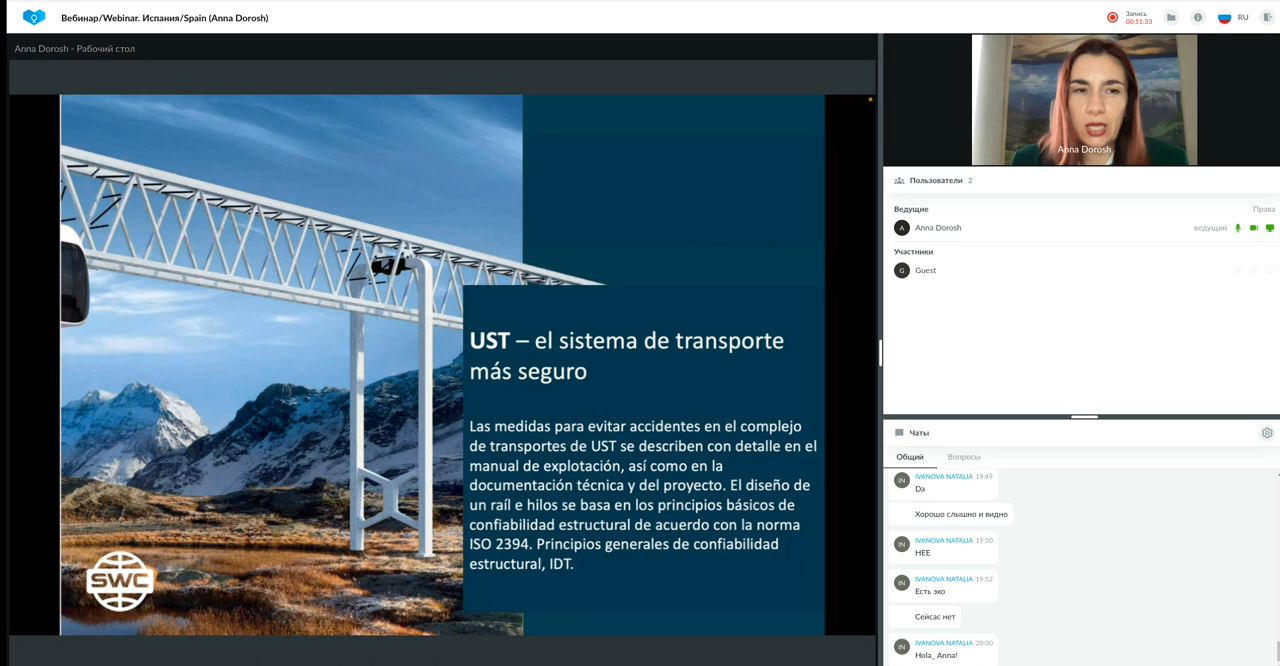 Вебинар/Webinar. Испания/Spain (Anna Dorosh)
Запись
00:51:33
RU
Anna Dorosh - Рабочий стол
UST – el sistema de transporte
más seguro
Las medidas para evitar accidentes en el complejo
de transportes de UST se describen con detalle en el
manual de explotación, así como en la
documentación técnica y del proyecto. El diseño de
un raíl e hilos se basa en los principios básicos de
confiabilidad estructural de acuerdo con la norma
ISO 2394. Principios generales de confiabilidad
estructural, IDT.
SWC
Anna Dorosh
Пользователи 2
Ведущие Права
A Anna Dorosh ведущий
Участники
G Guest
Чаты
Общий Вопросы
IN IVANOVA NATALIA 19:49
Da
Хорошо слышно и видно
IN IVANOVA NATALIA 19:50
НЕЕ
IN IVANOVA NATALIA 19:52
Есть эхо
Сейсас нет
IN IVANOVA NATALIA 20:00
Hola_ Anna!